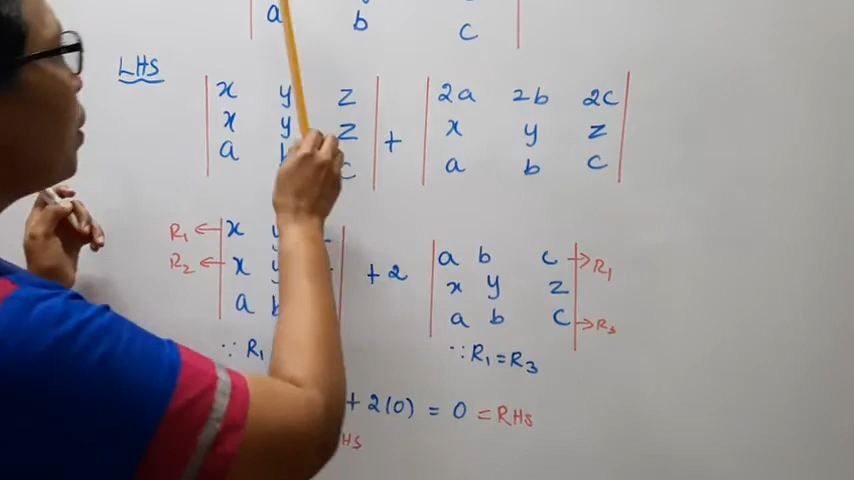 a b c
LHS
x y z 2a 2b 2c
x y z + x y z
a c a b c
R₁ ← x a b c → R₁
R₂ ← x + 2 x y z
a a b c → R₃
∵ R₁ ∵ R₁ = R₃
+ 2(0) = 0 = RHS
HS